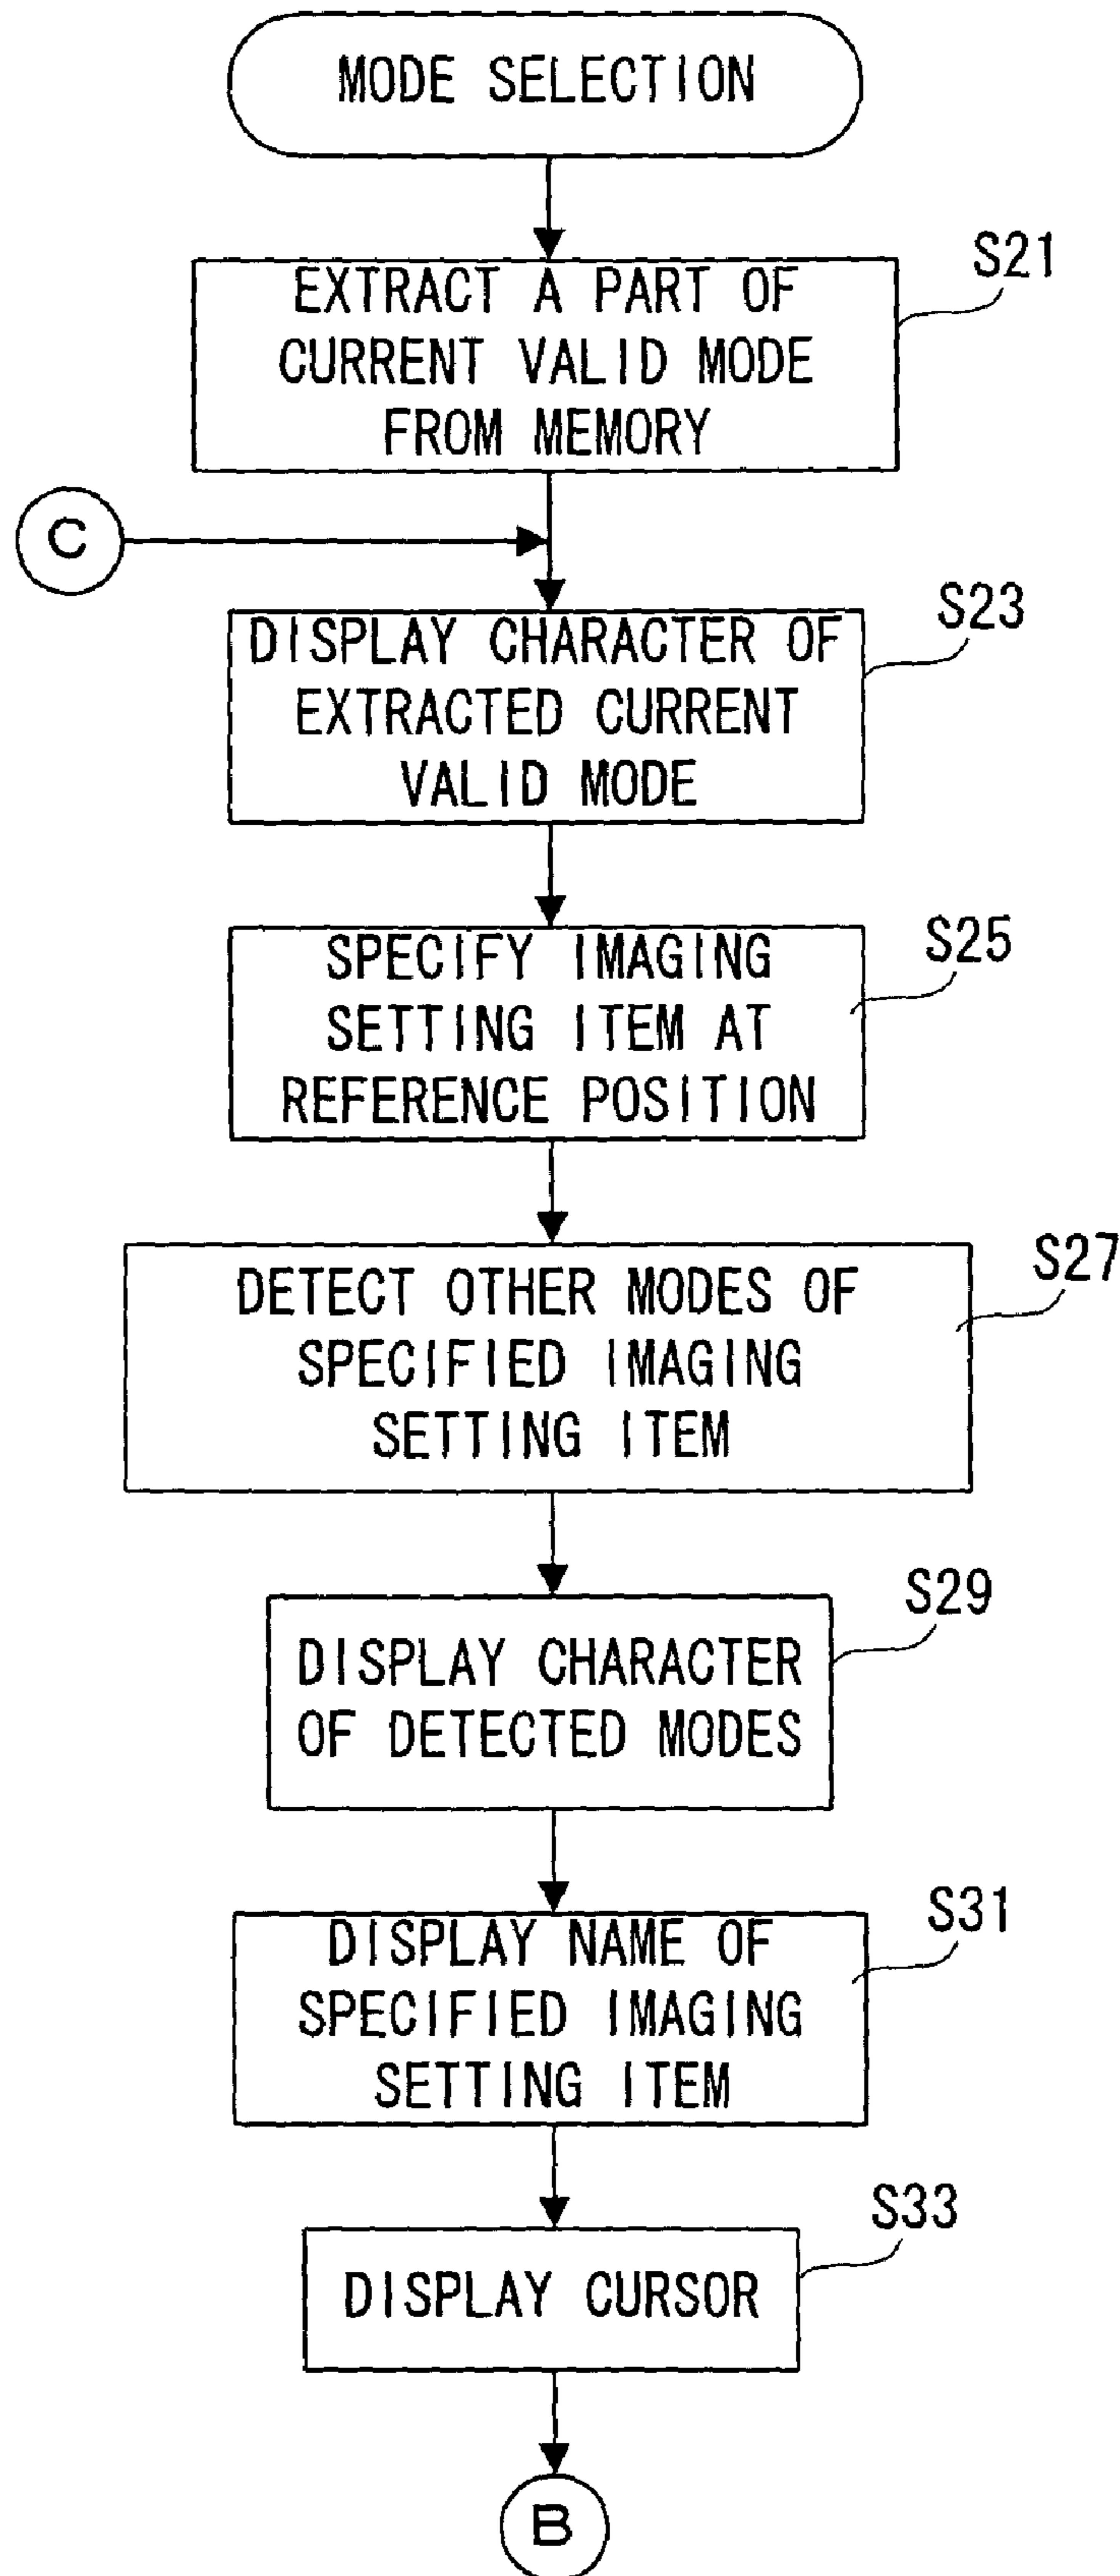 MODE SELECTION
S21
EXTRACT A PART OF
CURRENT VALID MODE
FROM MEMORY
C
S23
DISPLAY CHARACTER OF
EXTRACTED CURRENT
VALID MODE
S25
SPECIFY IMAGING
SETTING ITEM AT
REFERENCE POSITION
S27
DETECT OTHER MODES OF
SPECIFIED IMAGING
SETTING ITEM
S29
DISPLAY CHARACTER
OF DETECTED MODES
S31
DISPLAY NAME OF
SPECIFIED IMAGING
SETTING ITEM
S33
DISPLAY CURSOR
B